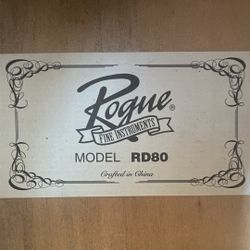 Rogue®
FINE INSTRUMENTS
MODEL RD80
Crafted in China